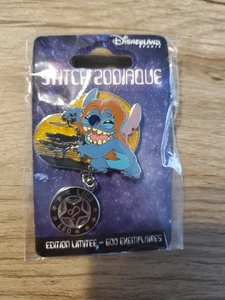 Disneyland
PARIS
STITCH ZODIAQUE
EDITION LIMITEE - 600 EXEMPLAIRES